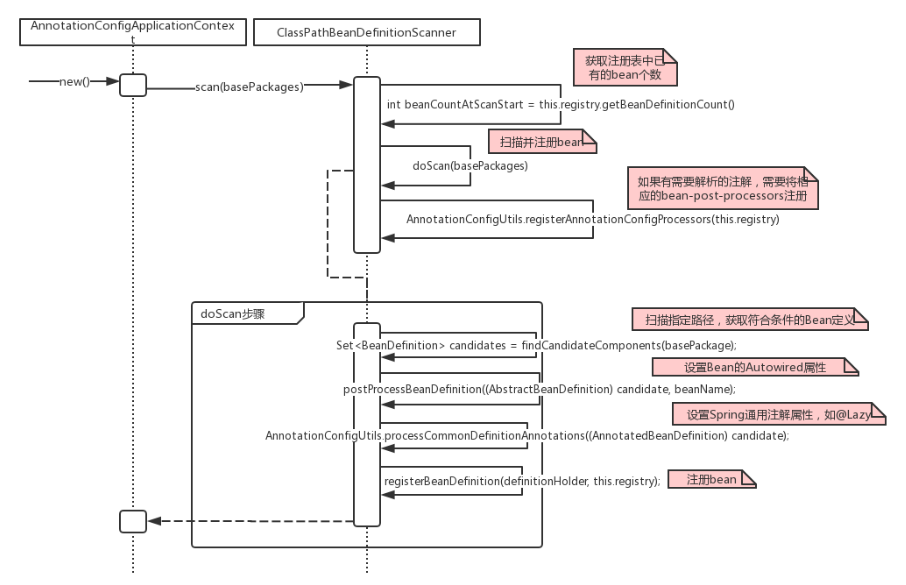 AnnotationConfigApplicationContex
t
ClassPathBeanDefinitionScanner
new()
scan(basePackages)
获取注册表中已
有的bean个数
int beanCountAtScanStart = this.registry.getBeanDefinitionCount()
扫描并注册bean
doScan(basePackages)
如果有需要解析的注解，需要将相
应的bean-post-processors注册
AnnotationConfigUtils.registerAnnotationConfigProcessors(this.registry)
doScan步骤
扫描指定路径，获取符合条件的Bean定义
Set<BeanDefinition> candidates = findCandidateComponents(basePackage);
设置Bean的Autowired属性
postProcessBeanDefinition((AbstractBeanDefinition) candidate, beanName);
设置Spring通用注解属性，如@Lazy
AnnotationConfigUtils.processCommonDefinitionAnnotations((AnnotatedBeanDefinition) candidate);
registerBeanDefinition(definitionHolder, this.registry);
注册bean